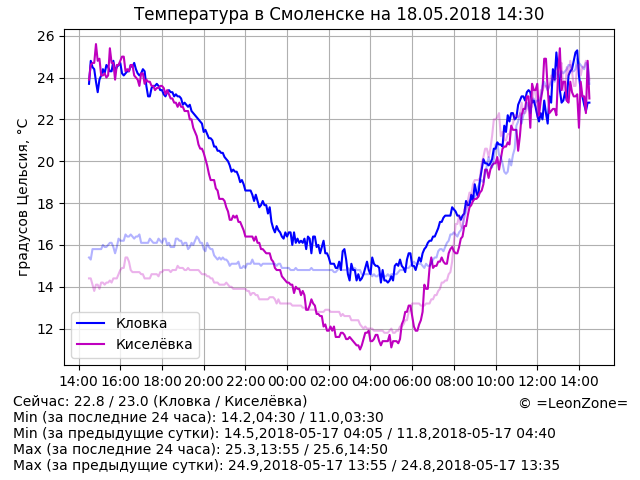 Температура в Смоленске на 18.05.2018 14:30
градусов Цельсия, °C
26
24
22
20
18
16
14
12
Кловка
Киселёвка
14:00 16:00 18:00 20:00 22:00 00:00 02:00 04:00 06:00 08:00 10:00 12:00 14:00
Сейчас: 22.8 / 23.0 (Кловка / Киселёвка)
© =LeonZone=
Min (за последние 24 часа): 14.2,04:30 / 11.0,03:30
Min (за предыдущие сутки): 14.5,2018-05-17 04:05 / 11.8,2018-05-17 04:40
Max (за последние 24 часа): 25.3,13:55 / 25.6,14:50
Max (за предыдущие сутки): 24.9,2018-05-17 13:55 / 24.8,2018-05-17 13:35